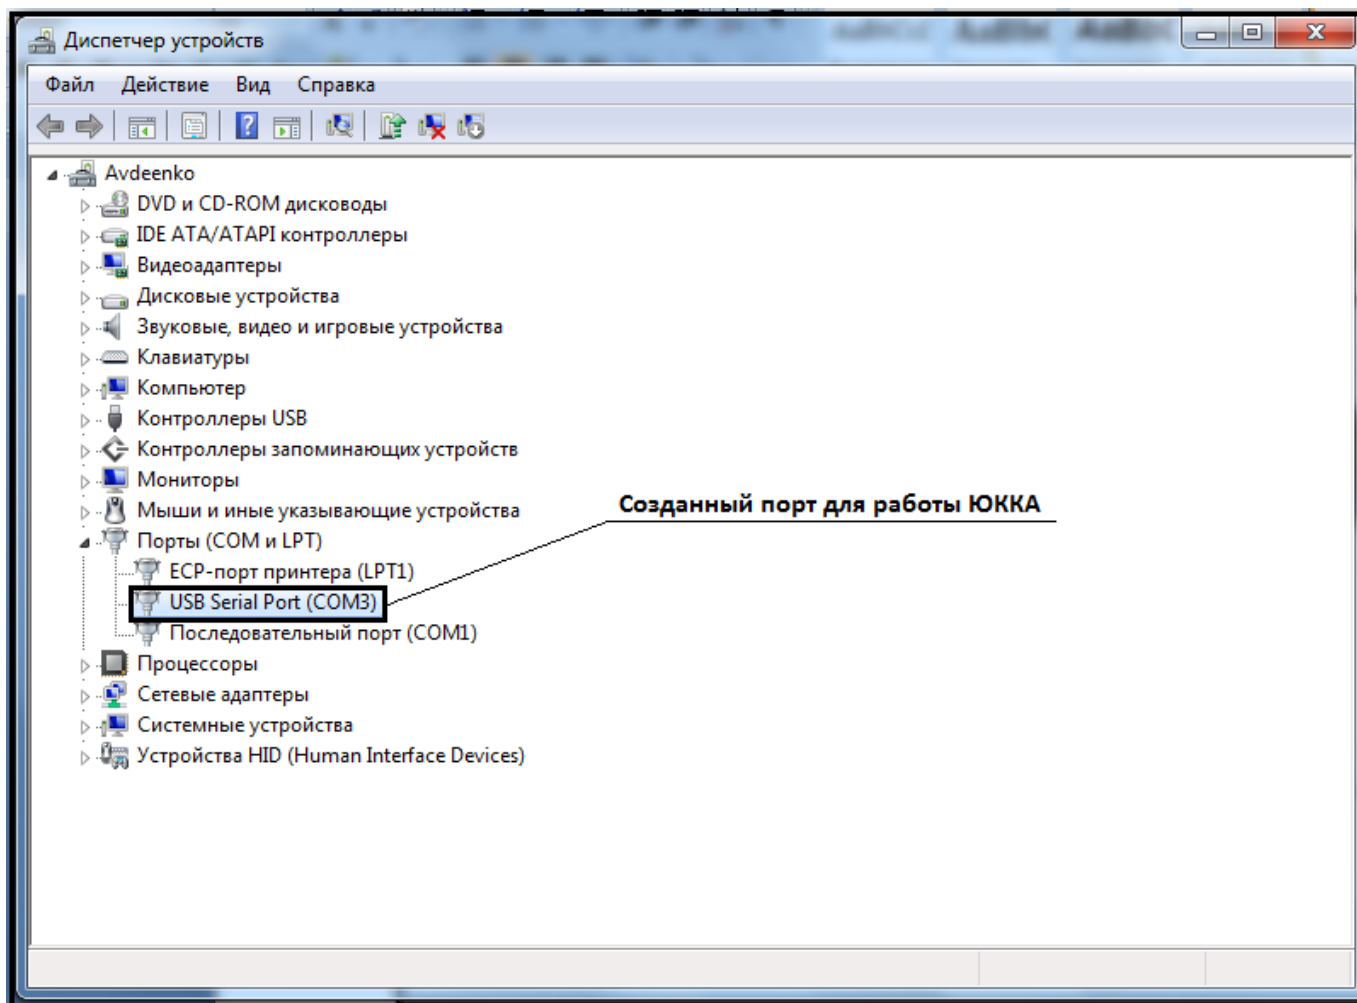 Диспетчер устройств
Файл Действие Вид Справка
Avdeenko
DVD и CD-ROM дисководы
IDE ATA/ATAPI контроллеры
Видеоадаптеры
Дисковые устройства
Звуковые, видео и игровые устройства
Клавиатуры
Компьютер
Контроллеры USB
Контроллеры запоминающих устройств
Мониторы
Мыши и иные указывающие устройства
Созданный порт для работы ЮККА
Порты (COM и LPT)
ECP-порт принтера (LPT1)
USB Serial Port (COM3)
Последовательный порт (COM1)
Процессоры
Сетевые адаптеры
Системные устройства
Устройства HID (Human Interface Devices)